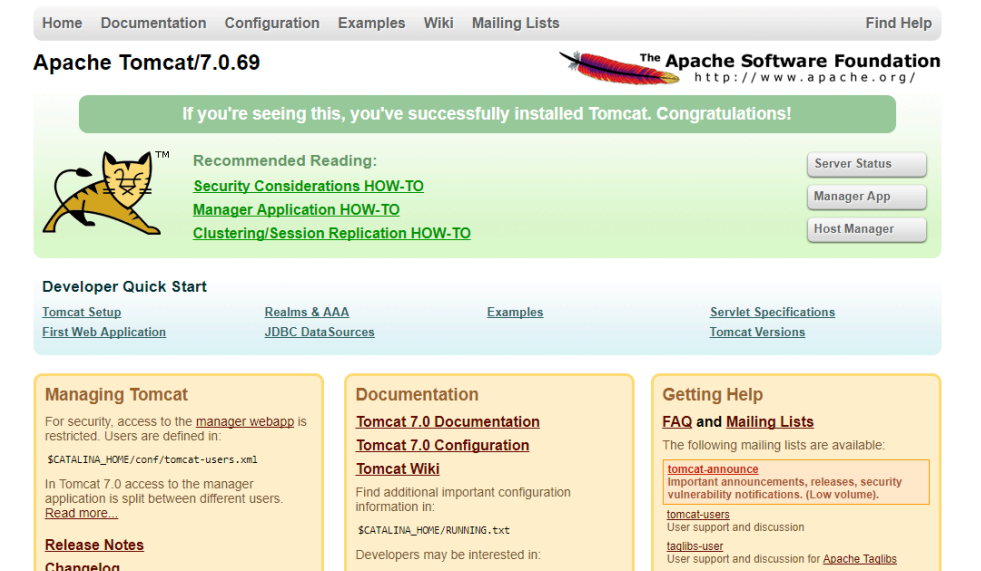 Home Documentation Configuration Examples Wiki Mailing Lists Find Help
Apache Tomcat/7.0.69
The Apache Software Foundation
http://www.apache.org/
If you're seeing this, you've successfully installed Tomcat. Congratulations!
TM
Recommended Reading:
Security Considerations HOW-TO
Manager Application HOW-TO
Clustering/Session Replication HOW-TO
Server Status
Manager App
Host Manager
Developer Quick Start
Tomcat Setup
First Web Application
Realms & AAA
JDBC DataSources
Examples
Servlet Specifications
Tomcat Versions
Managing Tomcat
For security, access to the manager webapp is
restricted. Users are defined in:
$CATALINA_HOME/conf/tomcat-users.xml
In Tomcat 7.0 access to the manager
application is split between different users.
Read more...
Release Notes
Changelog
Documentation
Tomcat 7.0 Documentation
Tomcat 7.0 Configuration
Tomcat Wiki
Find additional important configuration
information in:
$CATALINA_HOME/RUNNING.txt
Developers may be interested in:
Getting Help
FAQ and Mailing Lists
The following mailing lists are available:
tomcat-announce
Important announcements, releases, security
vulnerability notifications. (Low volume).
tomcat-users
User support and discussion
taglibs-user
User support and discussion for Apache Taglibs